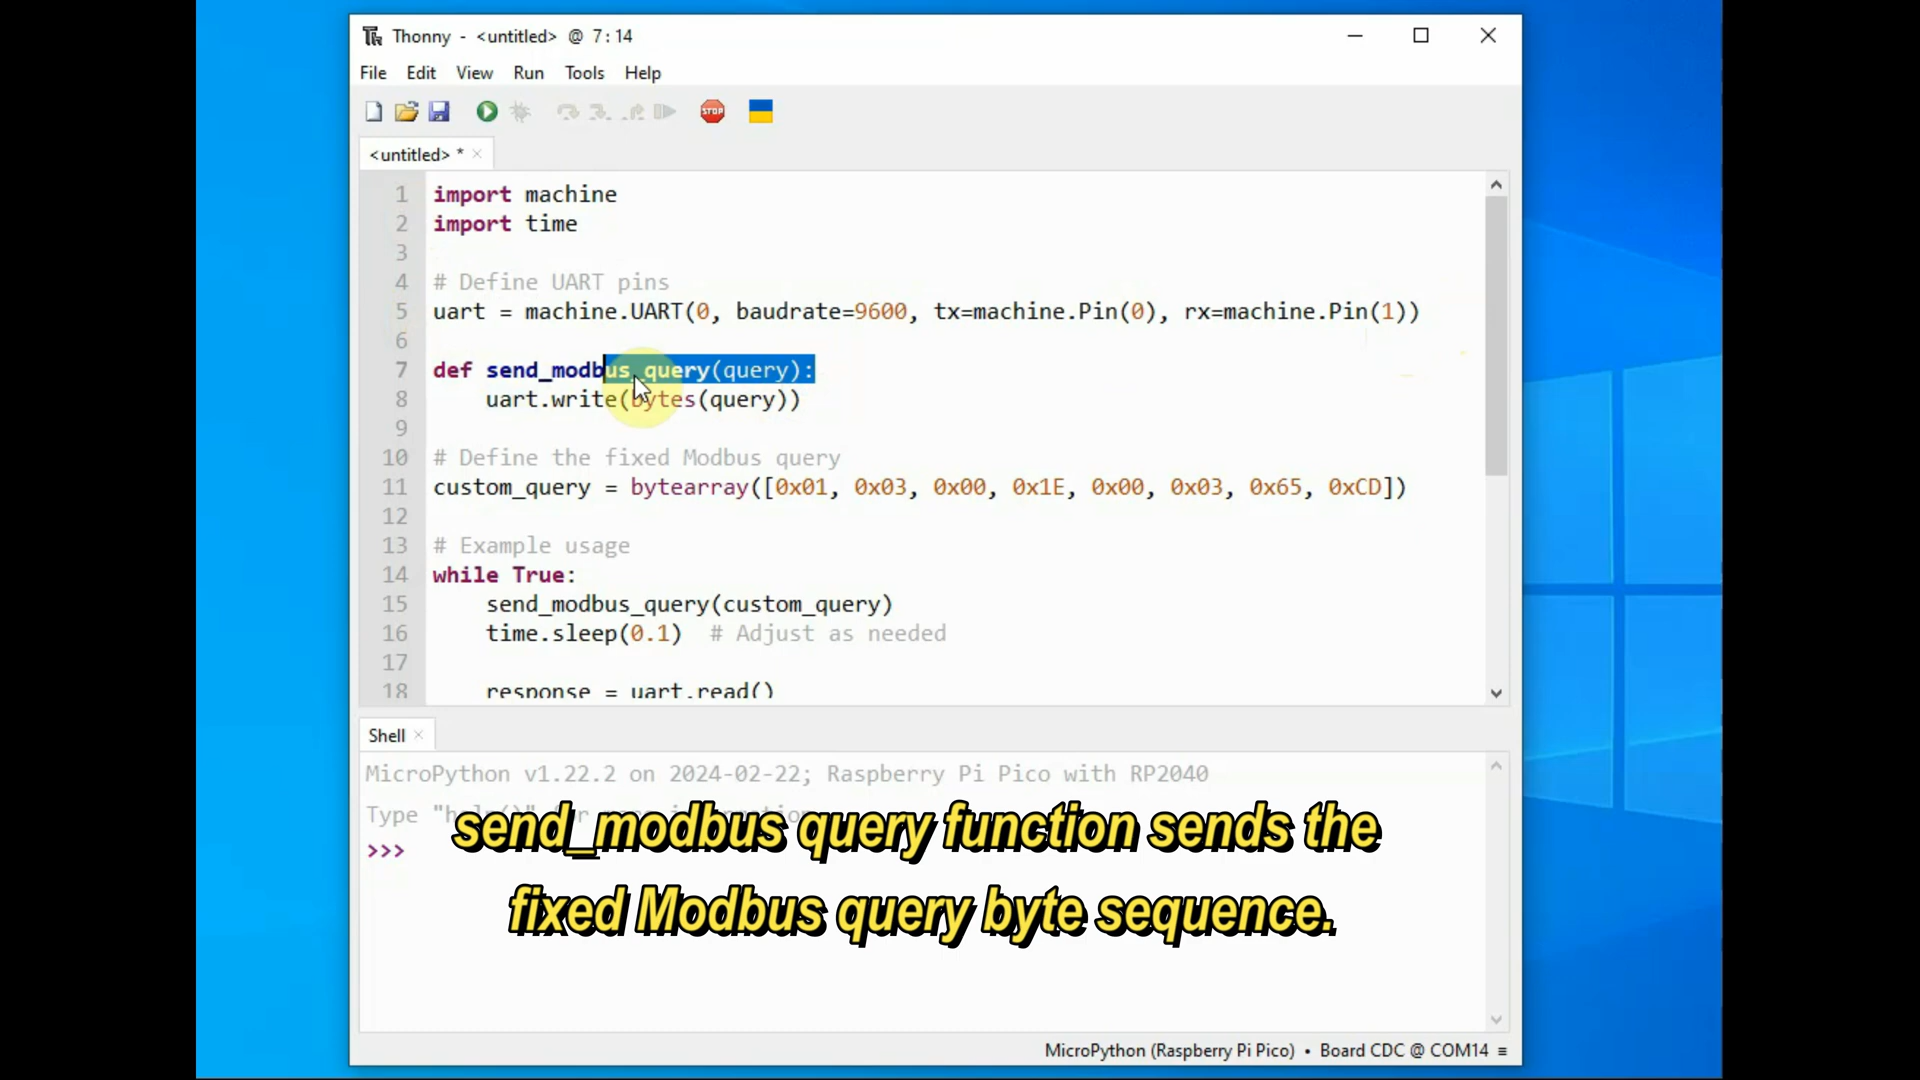 Thonny - <untitled> @ 7:14
File Edit View Run Tools Help
STOP
<untitled> *
1 import machine
2 import time
3
4 # Define UART pins
5 uart = machine.UART(0, baudrate=9600, tx=machine.Pin(0), rx=machine.Pin(1))
6
7 def send_modbus_query(query):
8 uart.write(bytes(query))
9
10 # Define the fixed Modbus query
11 custom_query = bytearray([0x01, 0x03, 0x00, 0x1E, 0x00, 0x03, 0x65, 0xCD])
12
13 # Example usage
14 while True:
15 send_modbus_query(custom_query)
16 time.sleep(0.1) # Adjust as needed
17
18 response = uart.read()
Shell
MicroPython v1.22.2 on 2024-02-22; Raspberry Pi Pico with RP2040
Type "help()" for more information.
>>>
send_modbus query function sends the
fixed Modbus query byte sequence.
MicroPython (Raspberry Pi Pico) • Board CDC @ COM14 ≡